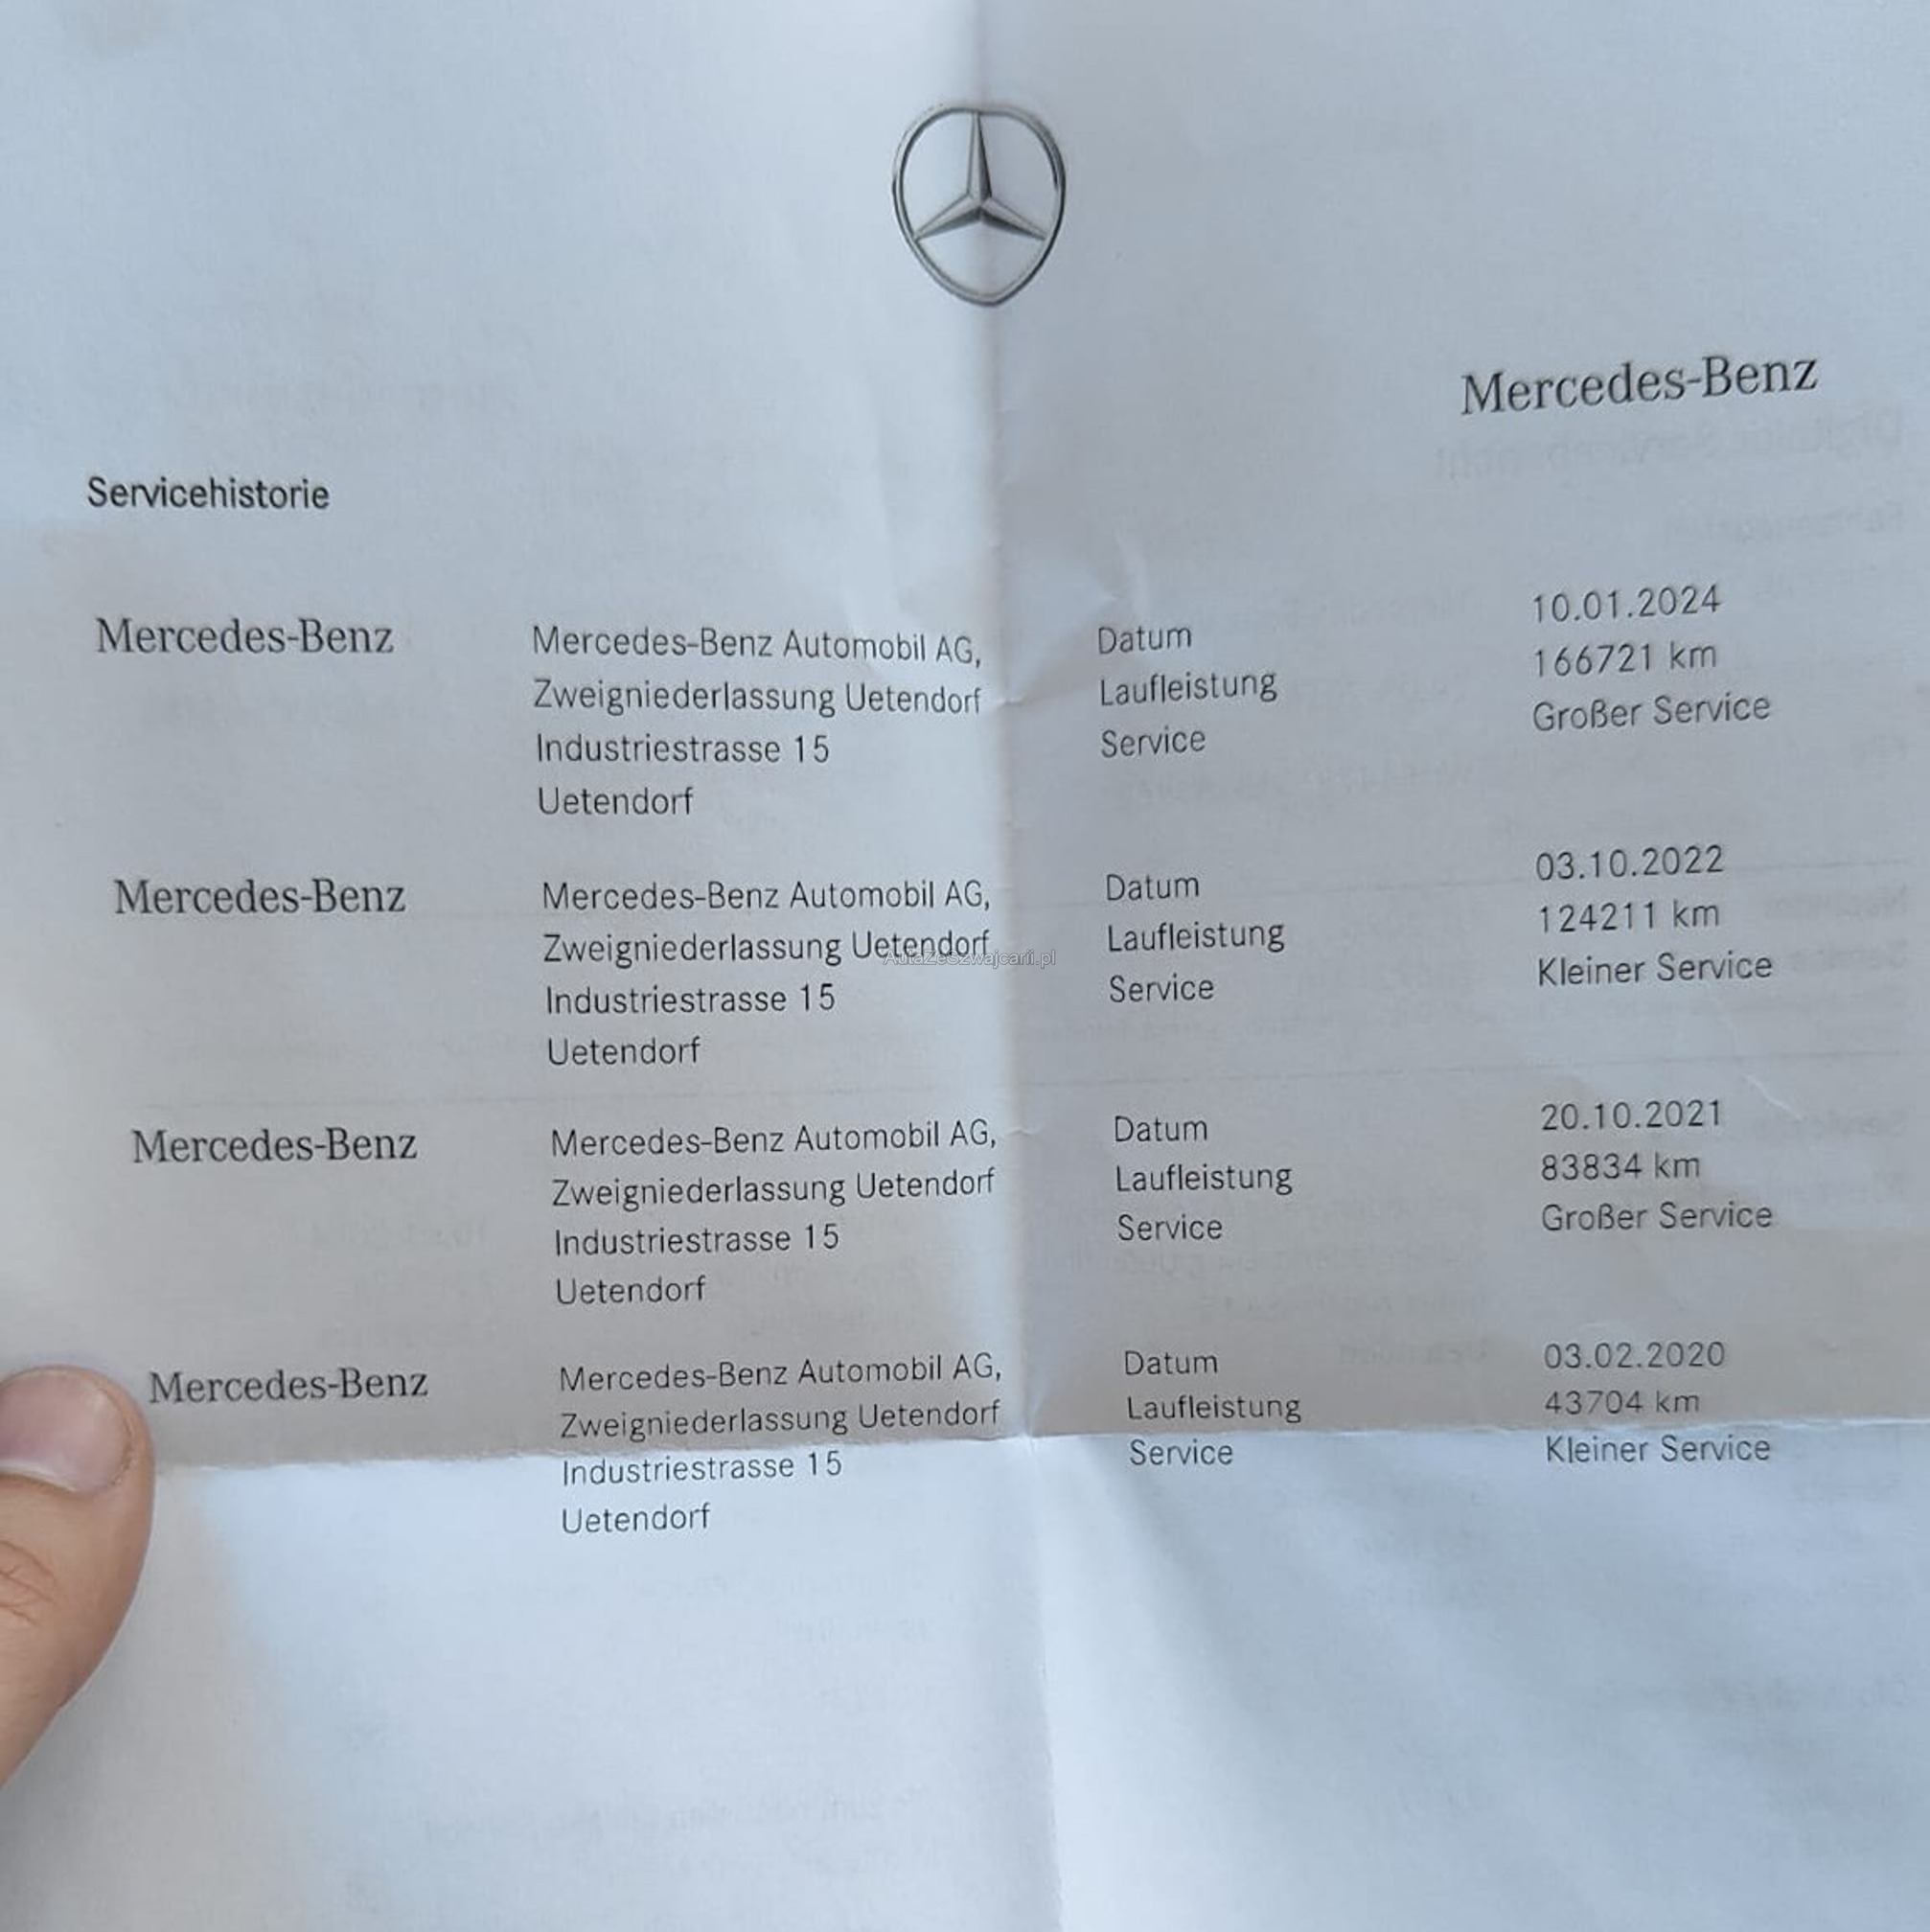 Mercedes-Benz
Servicehistorie
Mercedes-Benz
Mercedes-Benz Automobil AG,
Zweigniederlassung Uetendorf
Industriestrasse 15
Uetendorf
Datum 10.01.2024
Laufleistung 166721 km
Service Großer Service
Mercedes-Benz
Mercedes-Benz Automobil AG,
Zweigniederlassung Uetendorf
Industriestrasse 15
Uetendorf
Datum 03.10.2022
Laufleistung 124211 km
Service Kleiner Service
AutaZeSzwajcarii.pl
Mercedes-Benz
Mercedes-Benz Automobil AG,
Zweigniederlassung Uetendorf
Industriestrasse 15
Uetendorf
Datum 20.10.2021
Laufleistung 83834 km
Service Großer Service
Mercedes-Benz
Mercedes-Benz Automobil AG,
Zweigniederlassung Uetendorf
Industriestrasse 15
Uetendorf
Datum 03.02.2020
Laufleistung 43704 km
Service Kleiner Service